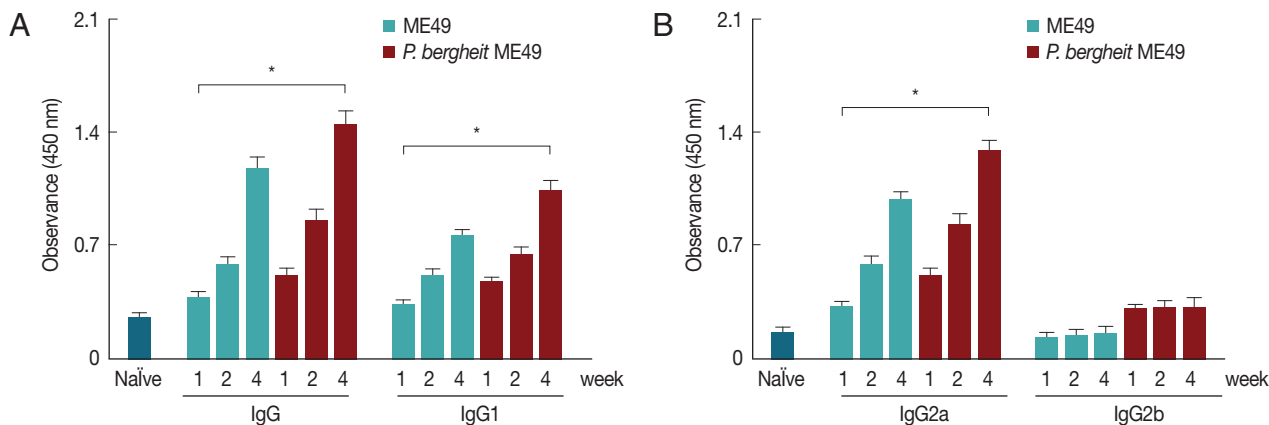 A
2.1
1.4
0.7
0
Observance (450 nm)
ME49
P. bergheit ME49
*
*
NaÏve 1 2 4 1 2 4 1 2 4 1 2 4 week
IgG IgG1
B
2.1
1.4
0.7
0
Observance (450 nm)
ME49
P. bergheit ME49
*
NaÏve 1 2 4 1 2 4 1 2 4 1 2 4 week
IgG2a IgG2b